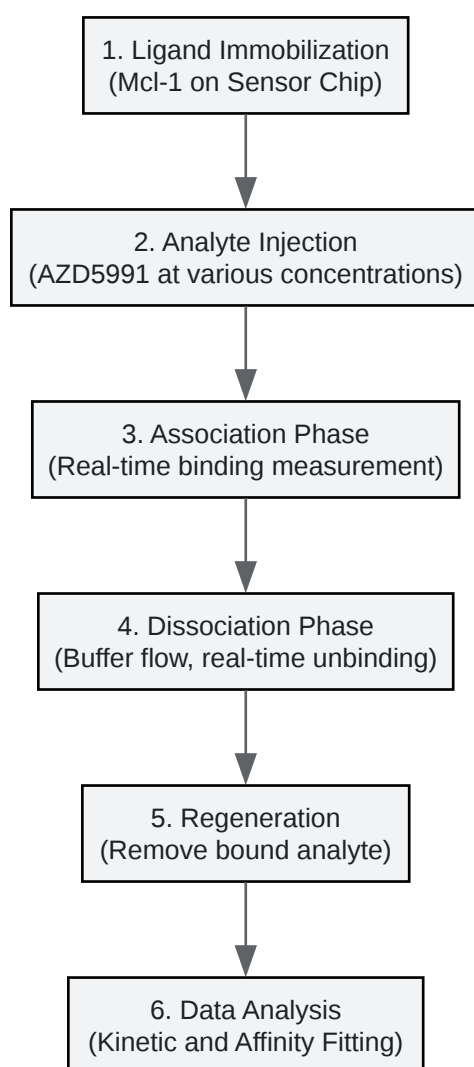 1. Ligand Immobilization
(Mcl-1 on Sensor Chip)
2. Analyte Injection
(AZD5991 at various concentrations)
3. Association Phase
(Real-time binding measurement)
4. Dissociation Phase
(Buffer flow, real-time unbinding)
5. Regeneration
(Remove bound analyte)
6. Data Analysis
(Kinetic and Affinity Fitting)